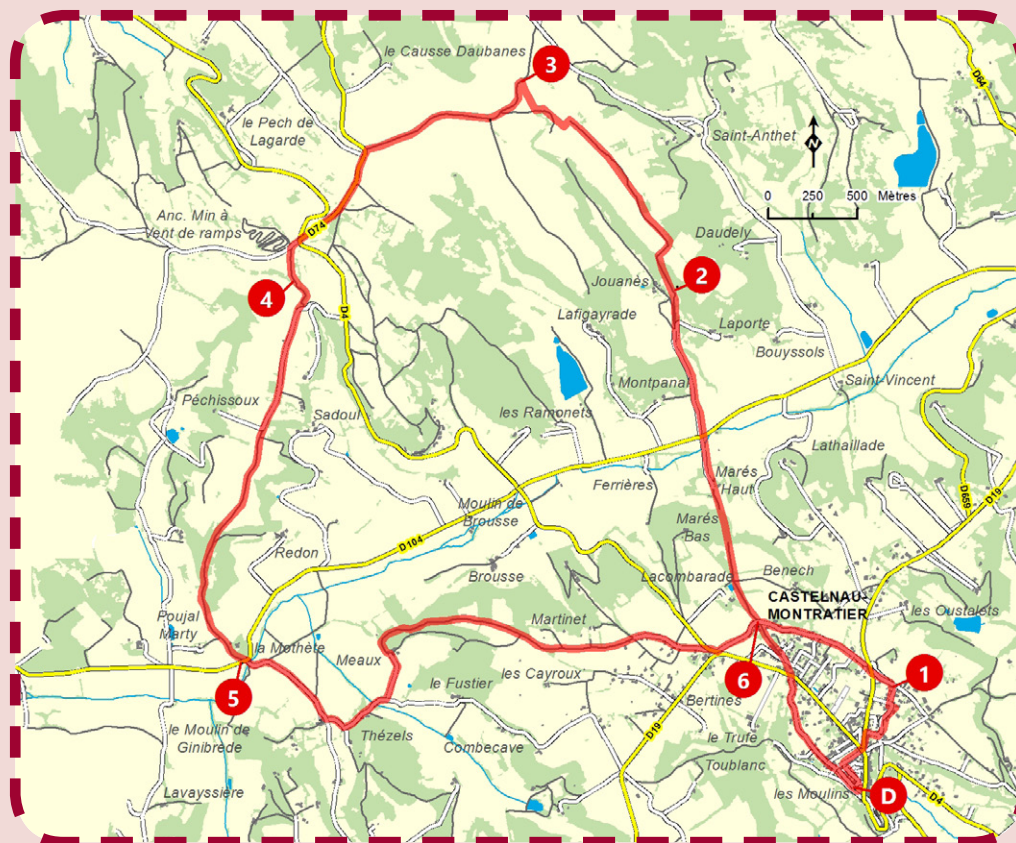 le Causse Daubanes
3
D64
le Pech de
Lagarde
Saint-Anthet
N
0 250 500 Mètres
Anc. Min à
Vent de ramps
D74
Daudely
2
Jouanès
4
D4
Lafigayrade
Laporte
Bouyssols
Montpanal
Saint-Vincent
Péchissoux
Sadoul
les Ramonets
Lathaillade
Marés
Haut
Ferrières
D659
D19
Moulin de
Brousse
Marés
Bas
D104
Redon
Brousse
Lacombarade
Benech
CASTELNAU-
MONTRATIER
les Oustalets
Poujal
Marty
Martinet
la Mothète
Meaux
6
1
5
les Cayroux
le Fustier
Bertines
le Moulin de
Ginibrède
Thézels
D19
le Trufé
Combecave
Toublanc
Lavayssière
les Moulins
D
D4